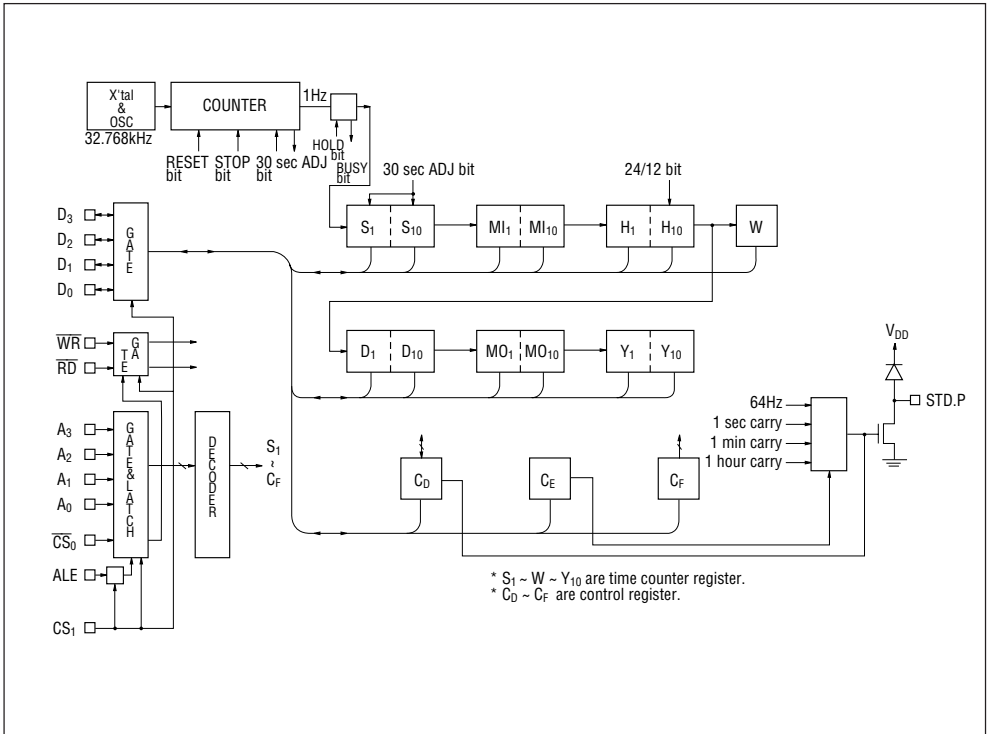 X'tal
&
OSC
32.768kHz
COUNTER
1Hz
RESET
bit
STOP
bit
30 sec ADJ
bit
HOLD
bit
BUSY
bit
30 sec ADJ bit
24/12 bit
S1 S10
MI1 MI10
H1 H10
W
D3
D2
D1
D0
GATE
W̅R̅
R̅D̅
GATE
D1 D10
MO1 MO10
Y1 Y10
A3
A2
A1
A0
C̅S̅0
ALE
CS1
GATE&LATCH
DECODER
S1
~
CF
CD
CE
CF
64Hz
1 sec carry
1 min carry
1 hour carry
VDD
STD.P
* S1 ~ W ~ Y10 are time counter register.
* CD ~ CF are control register.